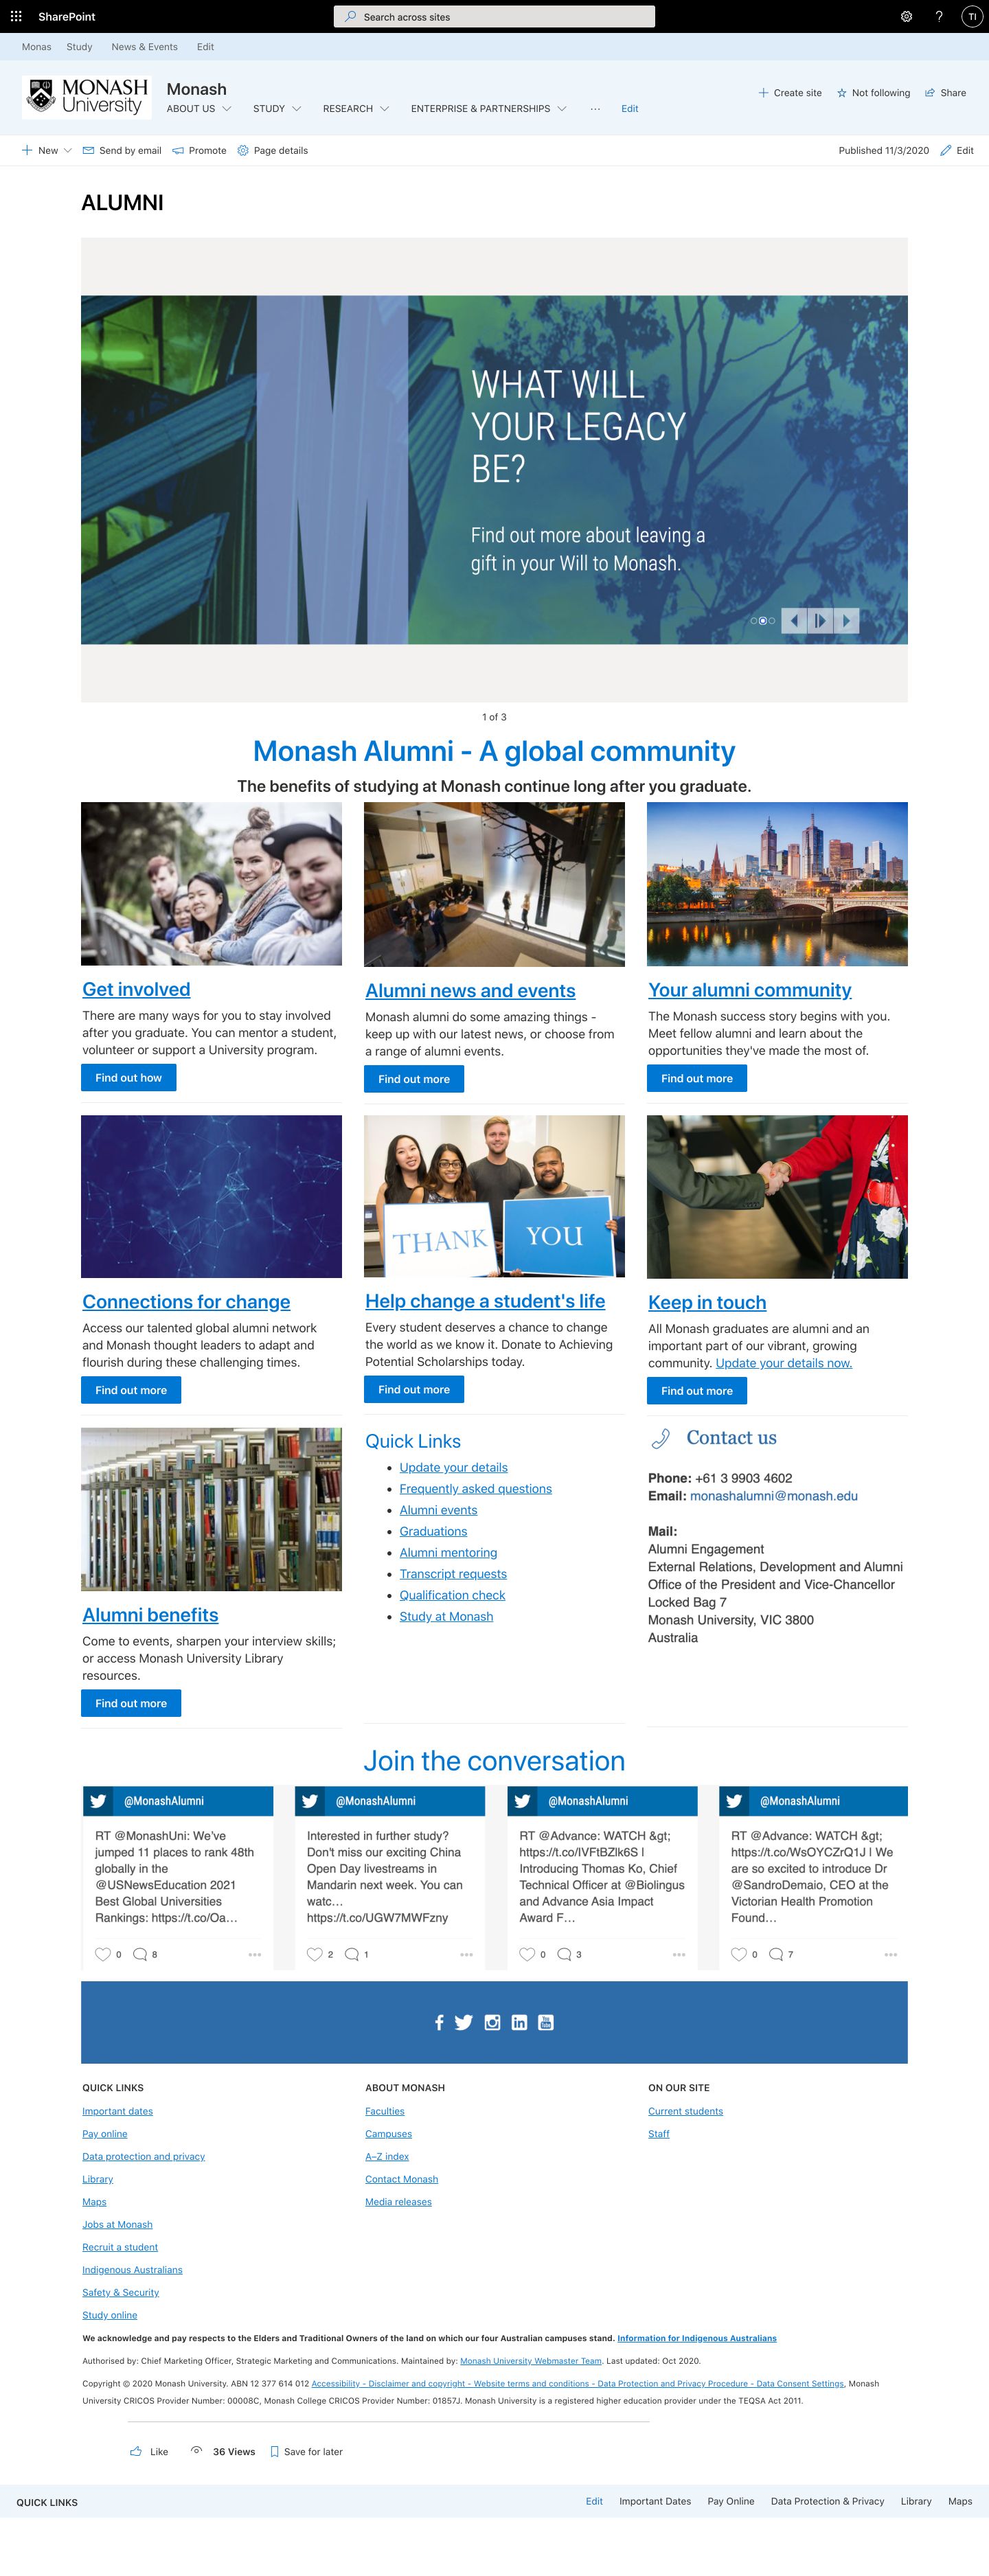 SharePoint
Search across sites
TI
Monas Study News & Events Edit
MONASH
University
Monash
ABOUT US STUDY RESEARCH ENTERPRISE & PARTNERSHIPS ... Edit
Create site Not following Share
New Send by email Promote Page details
Published 11/3/2020 Edit
ALUMNI
WHAT WILL
YOUR LEGACY
BE?
Find out more about leaving a
gift in your Will to Monash.
1 of 3
Monash Alumni - A global community
The benefits of studying at Monash continue long after you graduate.
Get involved
There are many ways for you to stay involved
after you graduate. You can mentor a student,
volunteer or support a University program.
Find out how
Alumni news and events
Monash alumni do some amazing things -
keep up with our latest news, or choose from
a range of alumni events.
Find out more
Your alumni community
The Monash success story begins with you.
Meet fellow alumni and learn about the
opportunities they've made the most of.
Find out more
Connections for change
Access our talented global alumni network
and Monash thought leaders to adapt and
flourish during these challenging times.
Find out more
THANK YOU
Help change a student's life
Every student deserves a chance to change
the world as we know it. Donate to Achieving
Potential Scholarships today.
Find out more
Keep in touch
All Monash graduates are alumni and an
important part of our vibrant, growing
community. Update your details now.
Find out more
Alumni benefits
Come to events, sharpen your interview skills;
or access Monash University Library
resources.
Find out more
Quick Links
Update your details
Frequently asked questions
Alumni events
Graduations
Alumni mentoring
Transcript requests
Qualification check
Study at Monash
Contact us
Phone: +61 3 9903 4602
Email: monashalumni@monash.edu
Mail:
Alumni Engagement
External Relations, Development and Alumni
Office of the President and Vice-Chancellor
Locked Bag 7
Monash University, VIC 3800
Australia
Join the conversation
@MonashAlumni
RT @MonashUni: We've
jumped 11 places to rank 48th
globally in the
@USNewsEducation 2021
Best Global Universities
Rankings: https://t.co/Oa...
0 8
@MonashAlumni
Interested in further study?
Don't miss our exciting China
Open Day livestreams in
Mandarin next week. You can
watc...
https://t.co/UGW7MWFzny
2 1
@MonashAlumni
RT @Advance: WATCH &gt;
https://t.co/IVFtBZlk6S |
Introducing Thomas Ko, Chief
Technical Officer at @Biolingus
and Advance Asia Impact
Award F...
0 3
@MonashAlumni
RT @Advance: WATCH &gt;
https://t.co/WsOYCZrQ1J | We
are so excited to introduce Dr
@SandroDemaio, CEO at the
Victorian Health Promotion
Found...
0 7
QUICK LINKS
Important dates
Pay online
Data protection and privacy
Library
Maps
Jobs at Monash
Recruit a student
Indigenous Australians
Safety & Security
Study online
ABOUT MONASH
Faculties
Campuses
A–Z index
Contact Monash
Media releases
ON OUR SITE
Current students
Staff
We acknowledge and pay respects to the Elders and Traditional Owners of the land on which our four Australian campuses stand. Information for Indigenous Australians
Authorised by: Chief Marketing Officer, Strategic Marketing and Communications. Maintained by: Monash University Webmaster Team. Last updated: Oct 2020.
Copyright © 2020 Monash University. ABN 12 377 614 012 Accessibility - Disclaimer and copyright - Website terms and conditions - Data Protection and Privacy Procedure - Data Consent Settings, Monash
University CRICOS Provider Number: 00008C, Monash College CRICOS Provider Number: 01857J. Monash University is a registered higher education provider under the TEQSA Act 2011.
Like 36 Views Save for later
QUICK LINKS
Edit Important Dates Pay Online Data Protection & Privacy Library Maps